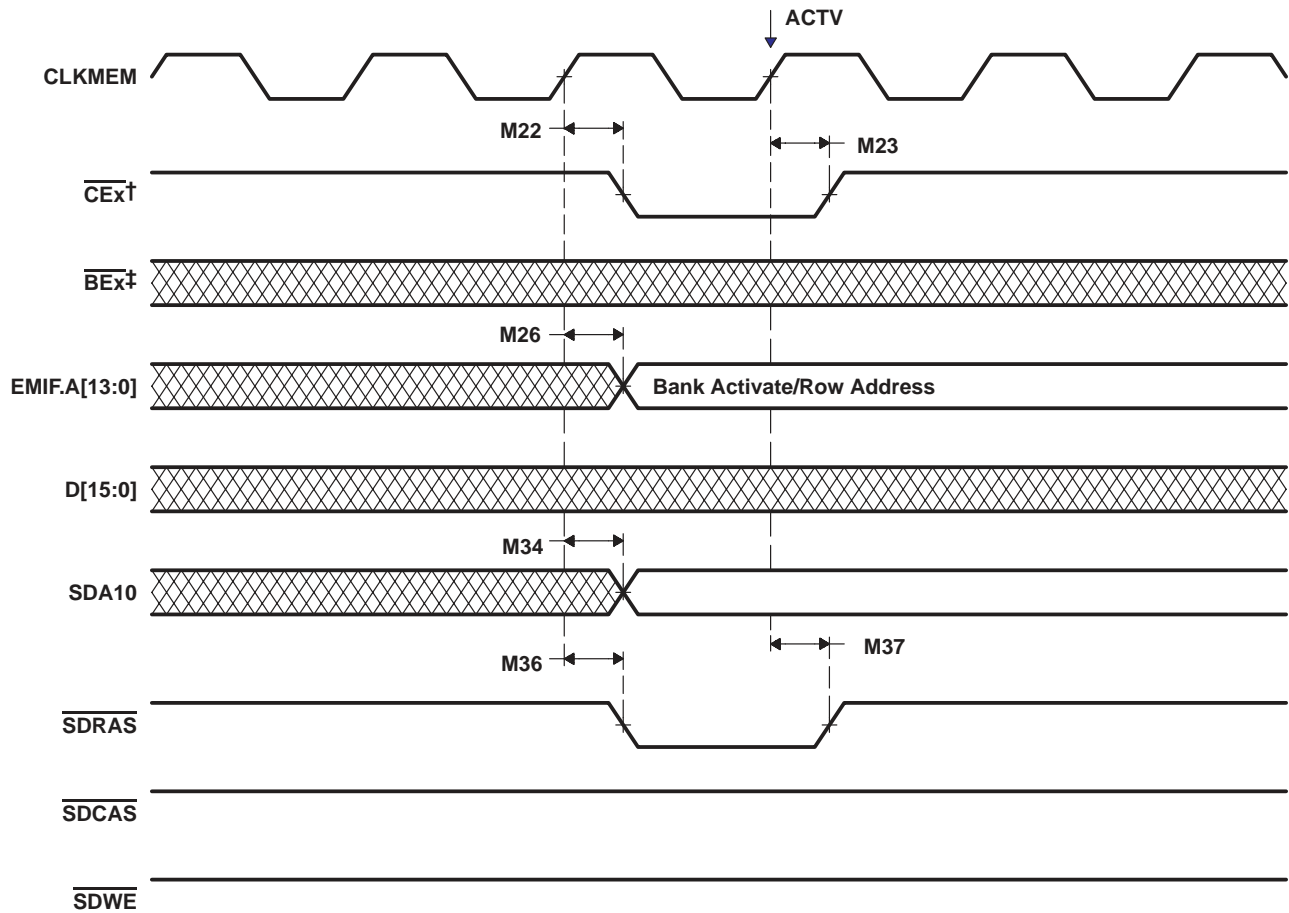 ACTV
CLKMEM
M22
M23
CEx†
BEx‡
M26
EMIF.A[13:0]
Bank Activate/Row Address
D[15:0]
M34
SDA10
M36
M37
SDRAS
SDCAS
SDWE